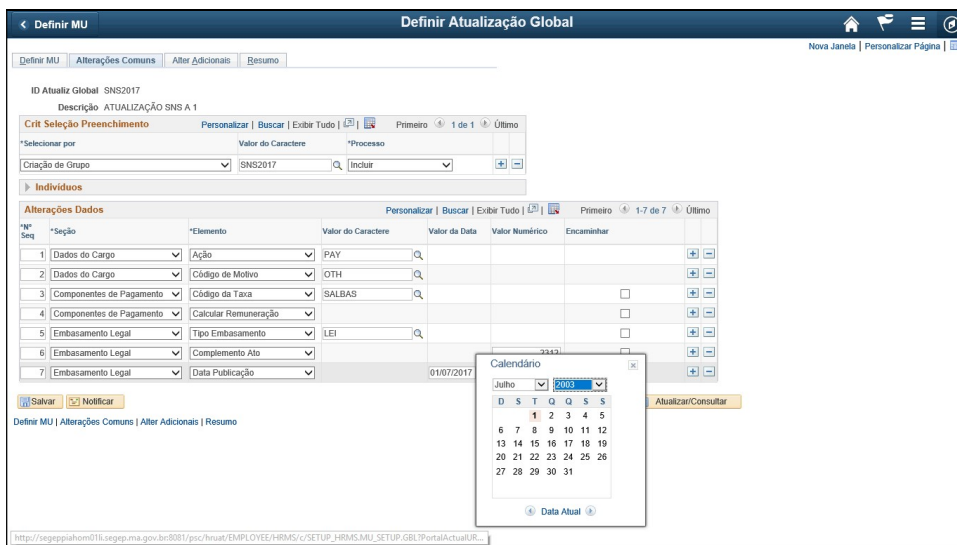 Definir MU
Definir Atualização Global
Nova Janela | Personalizar Página |
Definir MU Alterações Comuns Alter Adicionais Resumo
ID Atualiz Global SNS2017
Descrição ATUALIZAÇÃO SNS A 1
Crit Seleção Preenchimento Personalizar | Buscar | Exibir Tudo | | Primeiro 1 de 1 Último
*Selecionar por Valor do Caractere *Processo
Criação de Grupo SNS2017 Incluir
Indivíduos
Alterações Dados Personalizar | Buscar | Exibir Tudo | | Primeiro 1-7 de 7 Último
*Nº Seq *Seção *Elemento Valor do Caractere Valor da Data Valor Numérico Encaminhar
1 Dados do Cargo Ação PAY
2 Dados do Cargo Código de Motivo OTH
3 Componentes de Pagamento Código da Taxa SALBAS
4 Componentes de Pagamento Calcular Remuneração
5 Embasamento Legal Tipo Embasamento LEI
6 Embasamento Legal Complemento Ato
7 Embasamento Legal Data Publicação 01/07/2017
Calendário
Julho 2003
D S T Q Q S S
1 2 3 4 5
6 7 8 9 10 11 12
13 14 15 16 17 18 19
20 21 22 23 24 25 26
27 28 29 30 31
Data Atual
Salvar Notificar Atualizar/Consultar
Definir MU | Alterações Comuns | Alter Adicionais | Resumo
http://segeppiahom01li.segep.ma.gov.br:8081/psc/hruat/EMPLOYEE/HRMS/c/SETUP_HRMS.MU_SETUP.GBL?PortalActualUR...